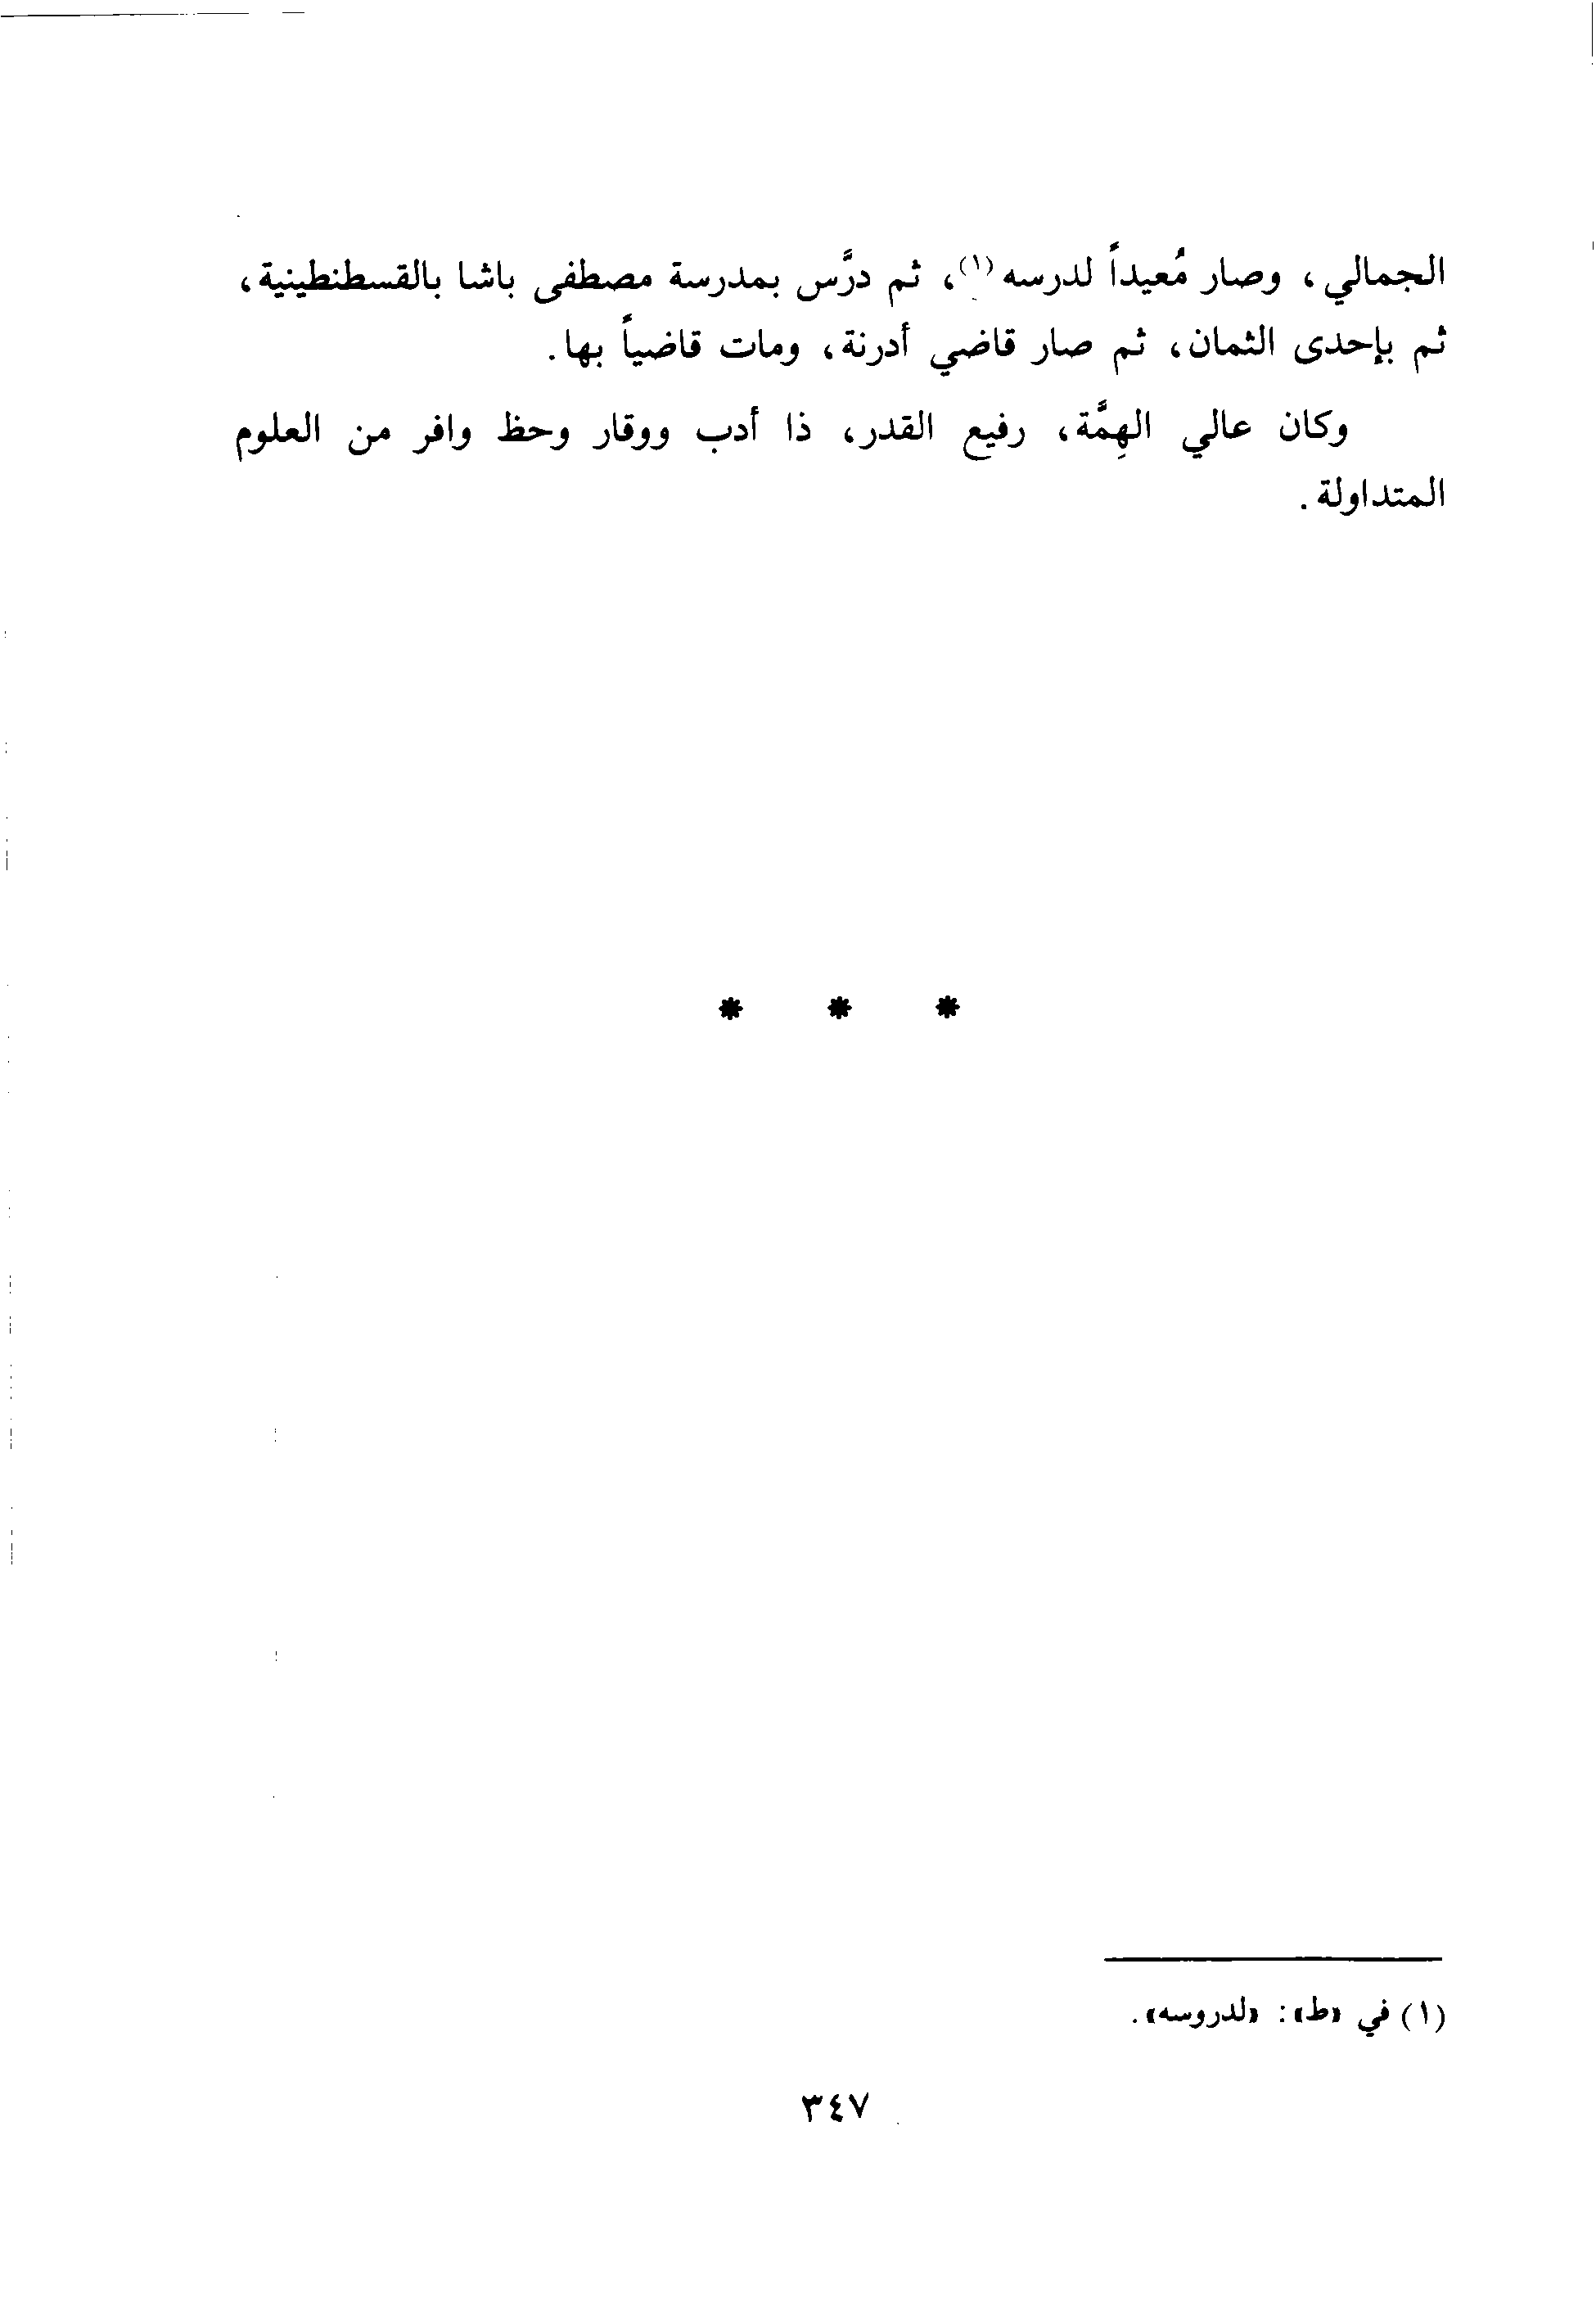 الجمالي، وصار مُعيداً لدرسه(١)، ثم درَّس بمدرسة مصطفى باشا بالقسطنطينية،
ثم بإحدى الثمان، ثم صار قاضي أدرنة، ومات قاضياً بها.
وكان عالي الهِمَّة، رفيع القدر، ذا أدب ووقار وحظ وافر من العلوم
المتداولة.
* * *
(١) في «ط»: «لدروسه».
٣٤٧